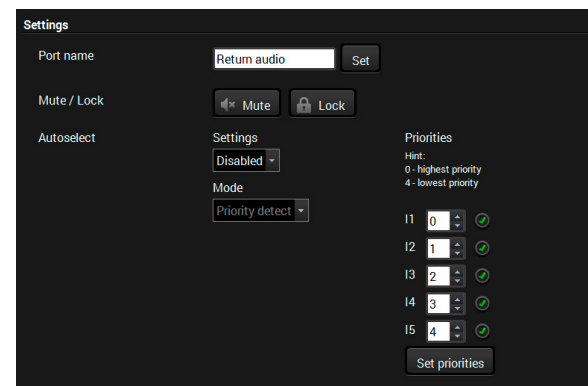 Settings
Port name
Return audio
Set
Mute / Lock
Mute
Lock
Autoselect
Settings
Disabled
Mode
Priority detect
Priorities
Hint:
0 - highest priority
4 - lowest priority
I1 0
I2 1
I3 2
I4 3
I5 4
Set priorities